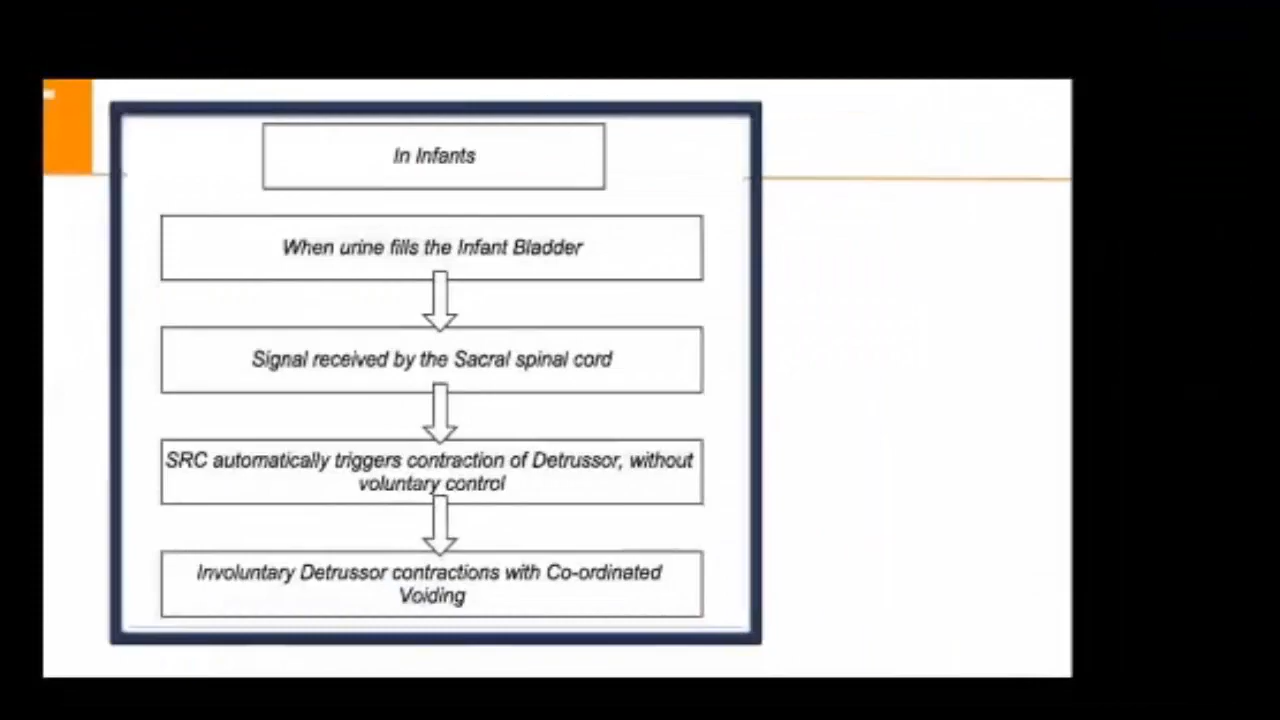 In Infants
When urine fills the Infant Bladder
Signal received by the Sacral spinal cord
SRC automatically triggers contraction of Detrussor, without
voluntary control
Involuntary Detrussor contractions with Co-ordinated
Voiding